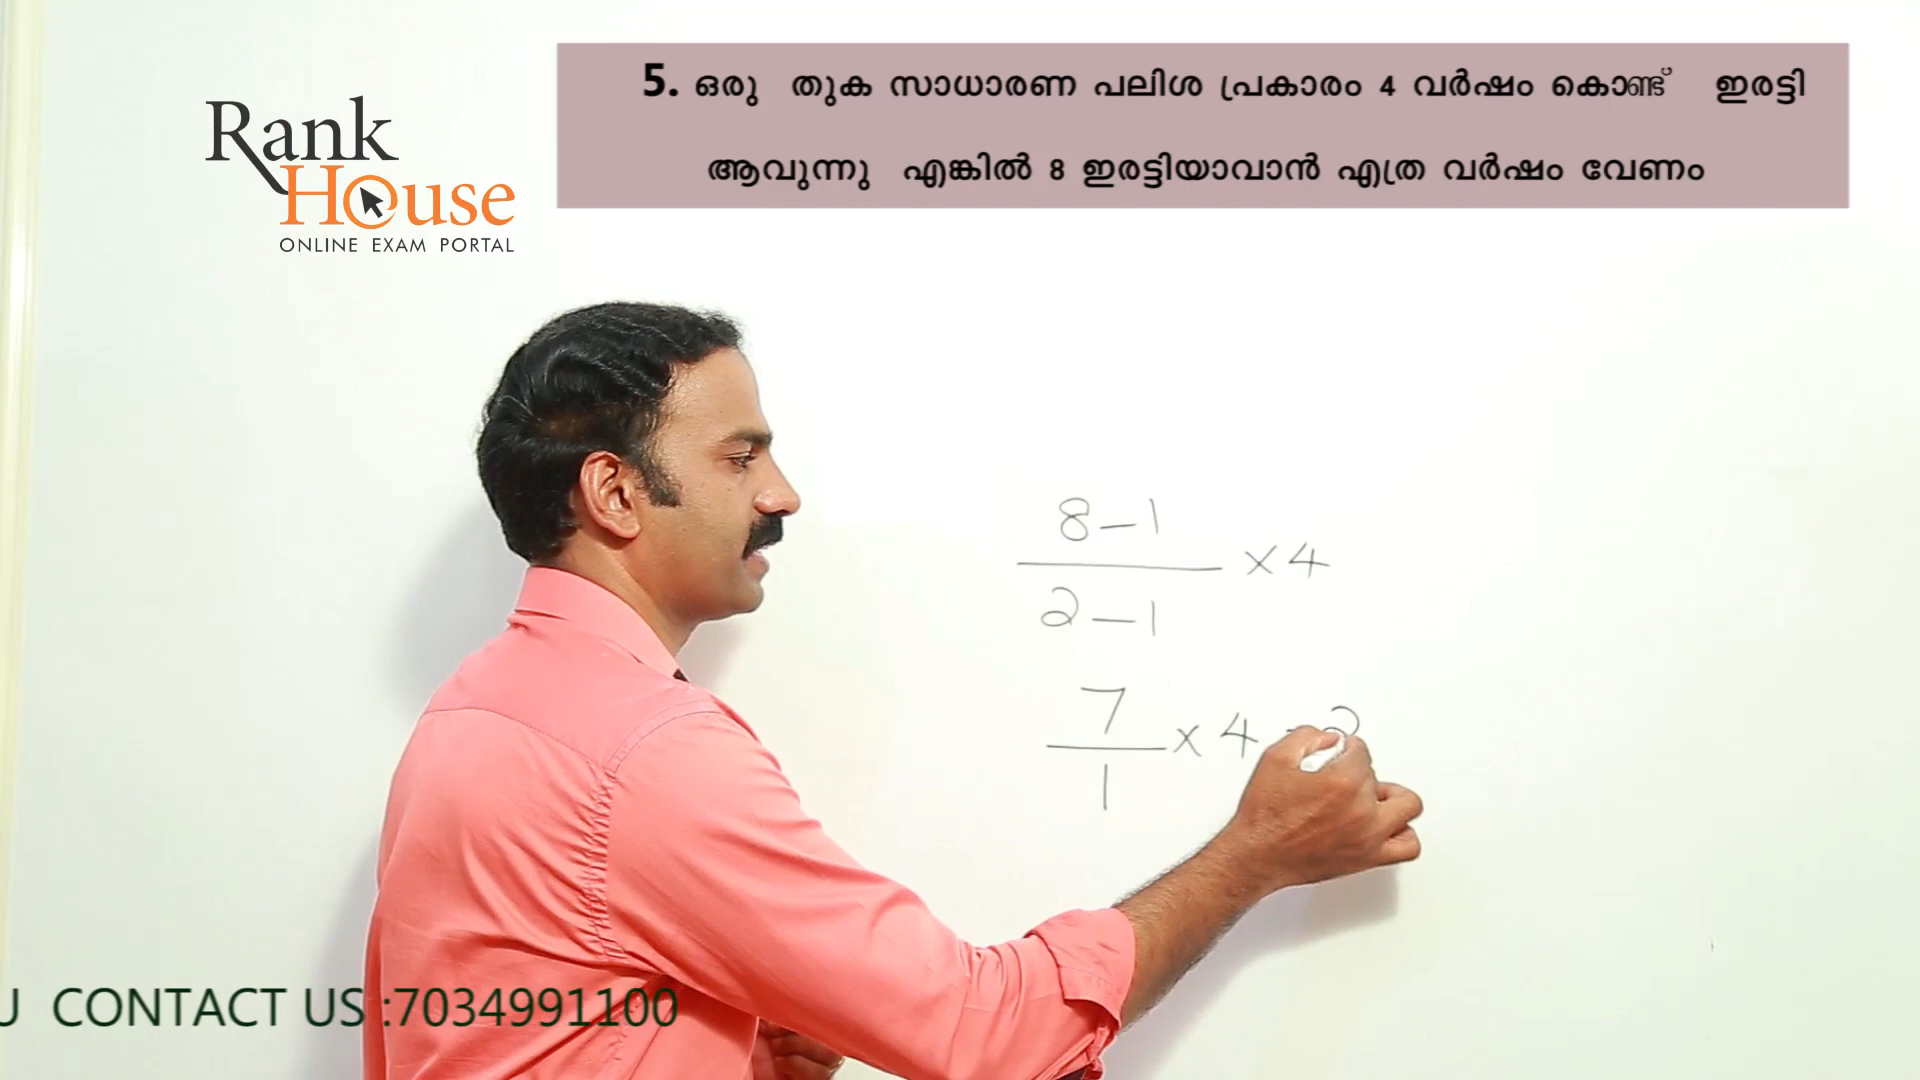 5. ഒരു തുക സാധാരണ പലിശ പ്രകാരം 4 വർഷം കൊണ്ട് ഇരട്ടി
ആവുന്നു എങ്കിൽ 8 ഇരട്ടിയാവാൻ എത്ര വർഷം വേണം
Rank
House
ONLINE EXAM PORTAL
8-1
× 4
2-1
7
× 4 = 2
1
U CONTACT US :7034991100